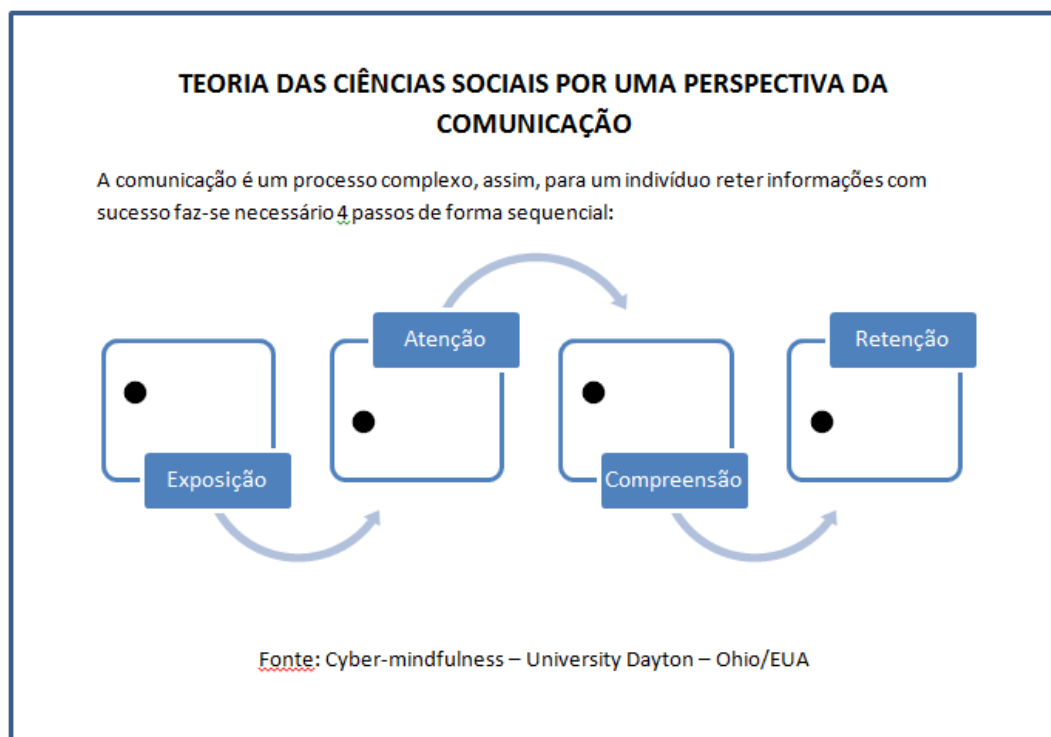 TEORIA DAS CIÊNCIAS SOCIAIS POR UMA PERSPECTIVA DA
COMUNICAÇÃO
A comunicação é um processo complexo, assim, para um indivíduo reter informações com
sucesso faz-se necessário 4 passos de forma sequencial:
Exposição
Atenção
Compreensão
Retenção
Fonte: Cyber-mindfulness – University Dayton – Ohio/EUA